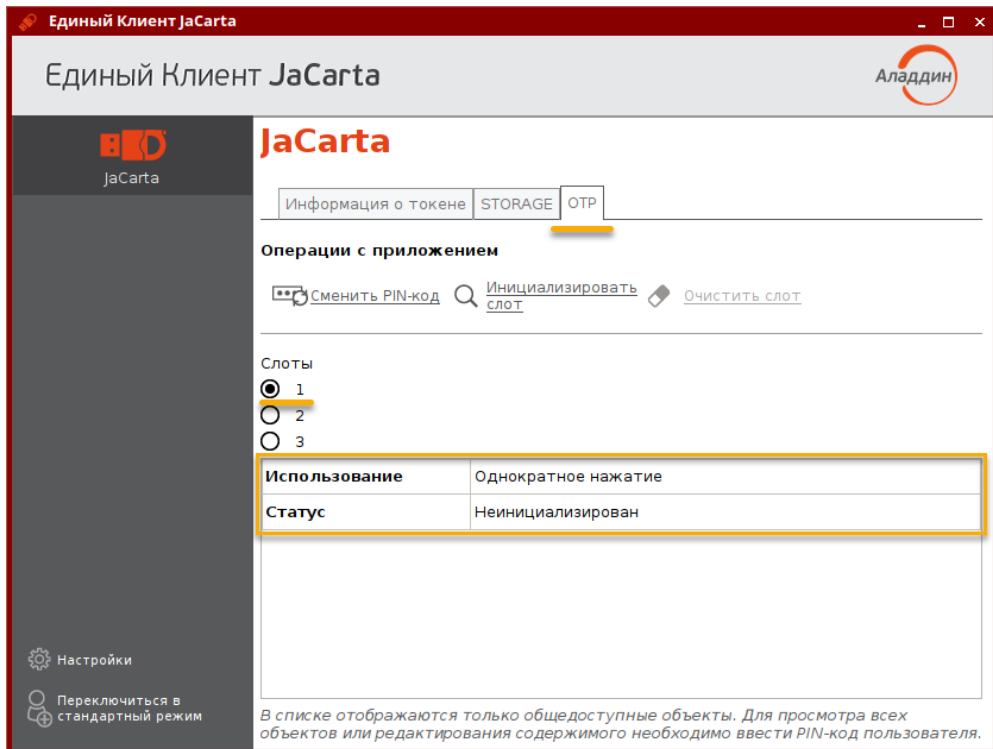 Единый Клиент JaCarta
Единый Клиент JaCarta
Аладдин
JaCarta
JaCarta
Информация о токене STORAGE OTP
Операции с приложением
Сменить PIN-код
Инициализировать
слот
Очистить слот
Слоты
1
2
3
Использование Однократное нажатие
Статус Неинициализирован
Настройки
Переключиться в
стандартный режим
В списке отображаются только общедоступные объекты. Для просмотра всех
объектов или редактирования содержимого необходимо ввести PIN-код пользователя.